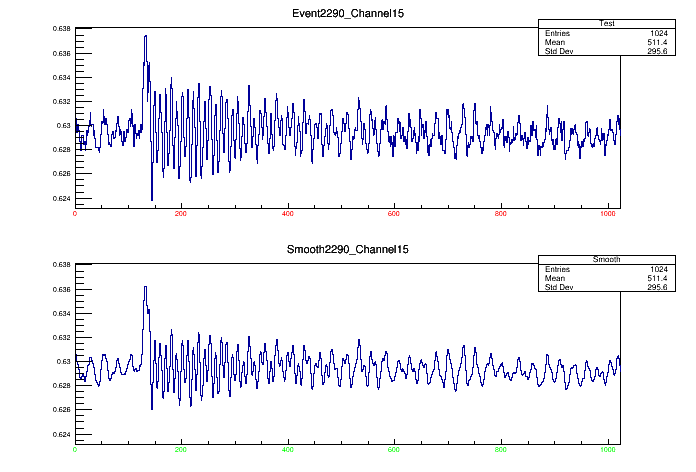 Event2290_Channel15
Test
Entries 1024
Mean 511.4
Std Dev 295.6
0.638
0.636
0.634
0.632
0.63
0.628
0.626
0.624
0 200 400 600 800 1000
Smooth2290_Channel15
Smooth
Entries 1024
Mean 511.4
Std Dev 295.6
0.638
0.636
0.634
0.632
0.63
0.628
0.626
0.624
0 200 400 600 800 1000